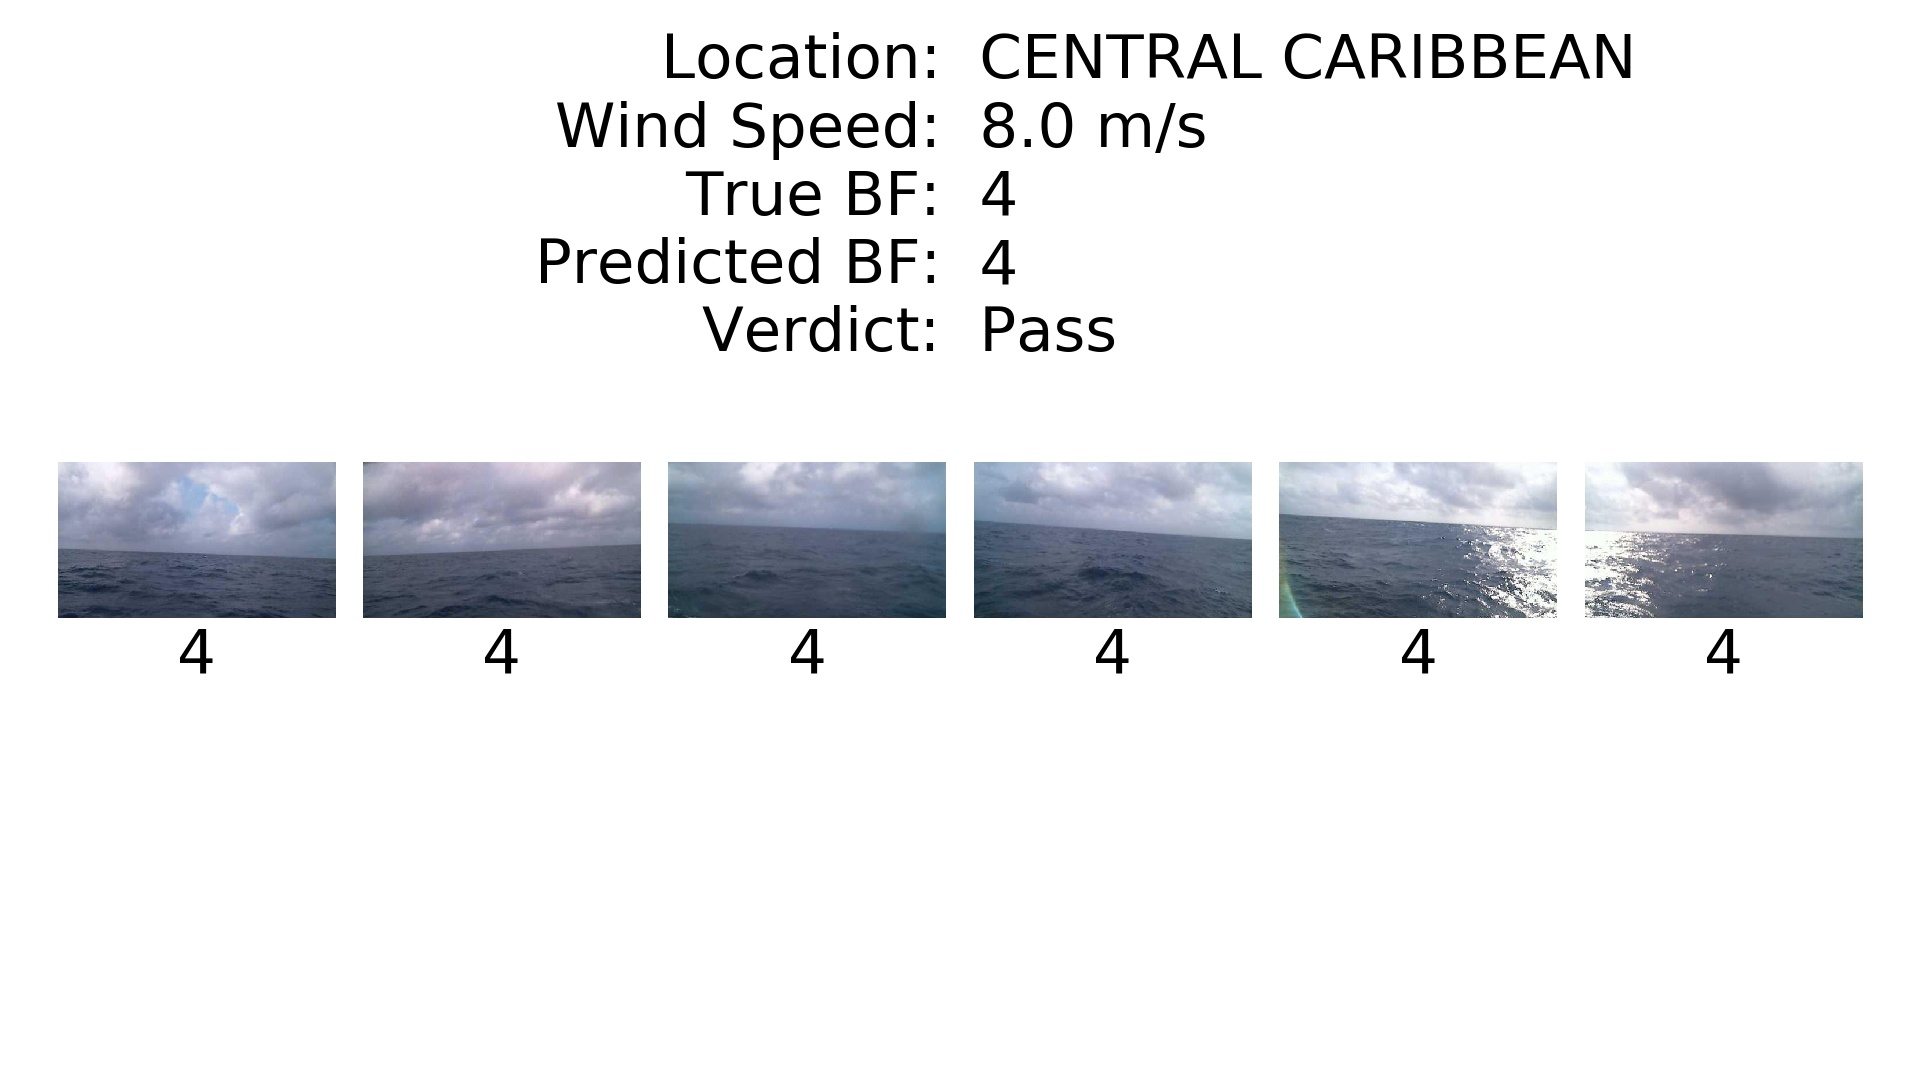 Location: CENTRAL CARIBBEAN
Wind Speed: 8.0 m/s
True BF: 4
Predicted BF: 4
Verdict: Pass
4 4 4 4 4 4